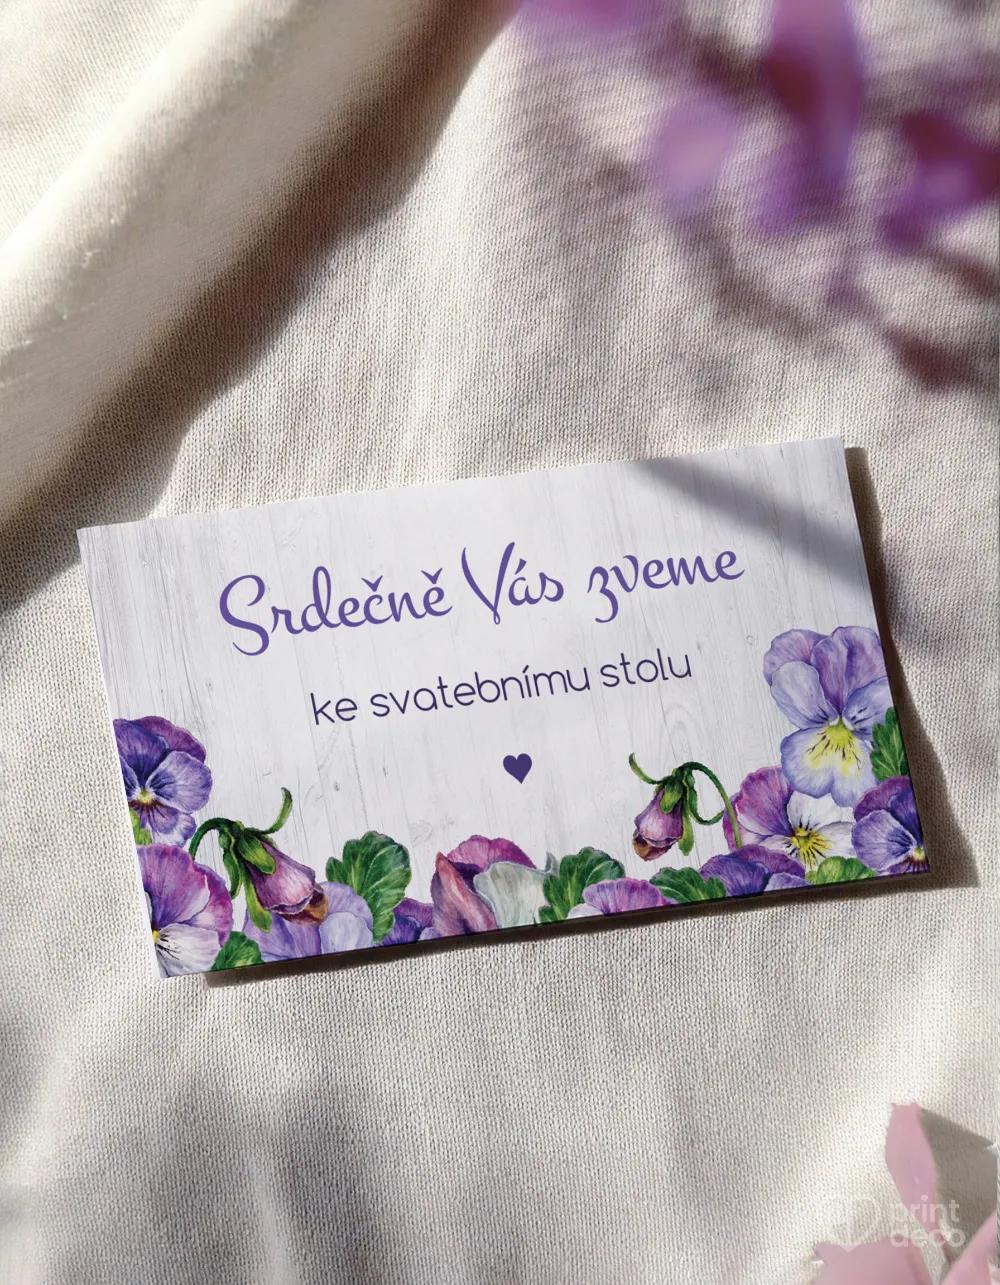 Srdečně Vás zveme
ke svatebnímu stolu
print
deco